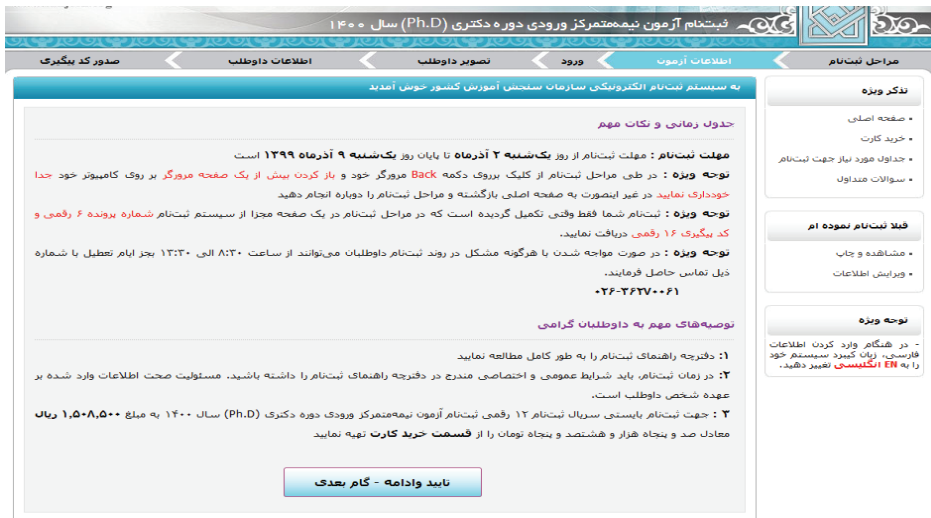 ثبت‌نام آزمون نیمه‌متمرکز ورودی دوره دکتری (Ph.D) سال ۱۴۰۰
مراحل ثبت‌نام
اطلاعات آزمون
ورود
تصویر داوطلب
اطلاعات داوطلب
صدور کد پیگیری
تذکر ویژه
صفحه اصلی
خرید کارت
جداول مورد نیاز جهت ثبت‌نام
سوالات متداول
قبلا ثبت‌نام نموده ام
مشاهده و چاپ
ویرایش اطلاعات
توجه ویژه
- در هنگام وارد کردن اطلاعات
فارسی، زبان کیبرد سیستم خود
را به EN انگلیسی تغییر دهید.
به سیستم ثبت‌نام الکترونیکی سازمان سنجش آموزش کشور خوش آمدید
جدول زمانی و نکات مهم
مهلت ثبت‌نام : مهلت ثبت‌نام از روز یکشنبه ۲ آذرماه تا پایان روز یک‌شنبه ۹ آذرماه ۱۳۹۹ است
توجه ویژه : در طی مراحل ثبت‌نام از کلیک برروی دکمه Back مرورگر خود و باز کردن بیش از یک صفحه مرورگر بر روی کامپیوتر خود جدا
خودداری نمایید در غیر اینصورت به صفحه اصلی بازگشته و مراحل ثبت‌نام را دوباره انجام دهید
توجه ویژه : ثبت‌نام شما فقط وقتی تکمیل گردیده است که در مراحل ثبت‌نام در یک صفحه مجزا از سیستم ثبت‌نام شماره پرونده ۶ رقمی و
کد پیگیری ۱۶ رقمی دریافت نمایید.
توجه ویژه : در صورت مواجه شدن با هرگونه مشکل در روند ثبت‌نام داوطلبان می‌توانند از ساعت ۸:۳۰ الی ۱۳:۳۰ بجز ایام تعطیل با شماره
ذیل تماس حاصل فرمایند.
۰۲۶-۳۶۲۷۰۰۶۱
توصیه‌های مهم به داوطلبان گرامی
۱: دفترچه راهنمای ثبت‌نام را به طور کامل مطالعه نمایید
۲: در زمان ثبت‌نام، باید شرایط عمومی و اختصاصی مندرج در دفترچه راهنمای ثبت‌نام را داشته باشید. مسئولیت صحت اطلاعات وارد شده بر
عهده شخص داوطلب است.
۳ : جهت ثبت‌نام بایستی سریال ثبت‌نام ۱۲ رقمی ثبت‌نام آزمون نیمه‌متمرکز ورودی دوره دکتری (Ph.D) سال ۱۴۰۰ به مبلغ ۱,۵۰۸,۵۰۰ ریال
معادل صد و پنجاه هزار و هشتصد و پنجاه تومان را از قسمت خرید کارت تهیه نمایید
تایید وادامه - گام بعدی